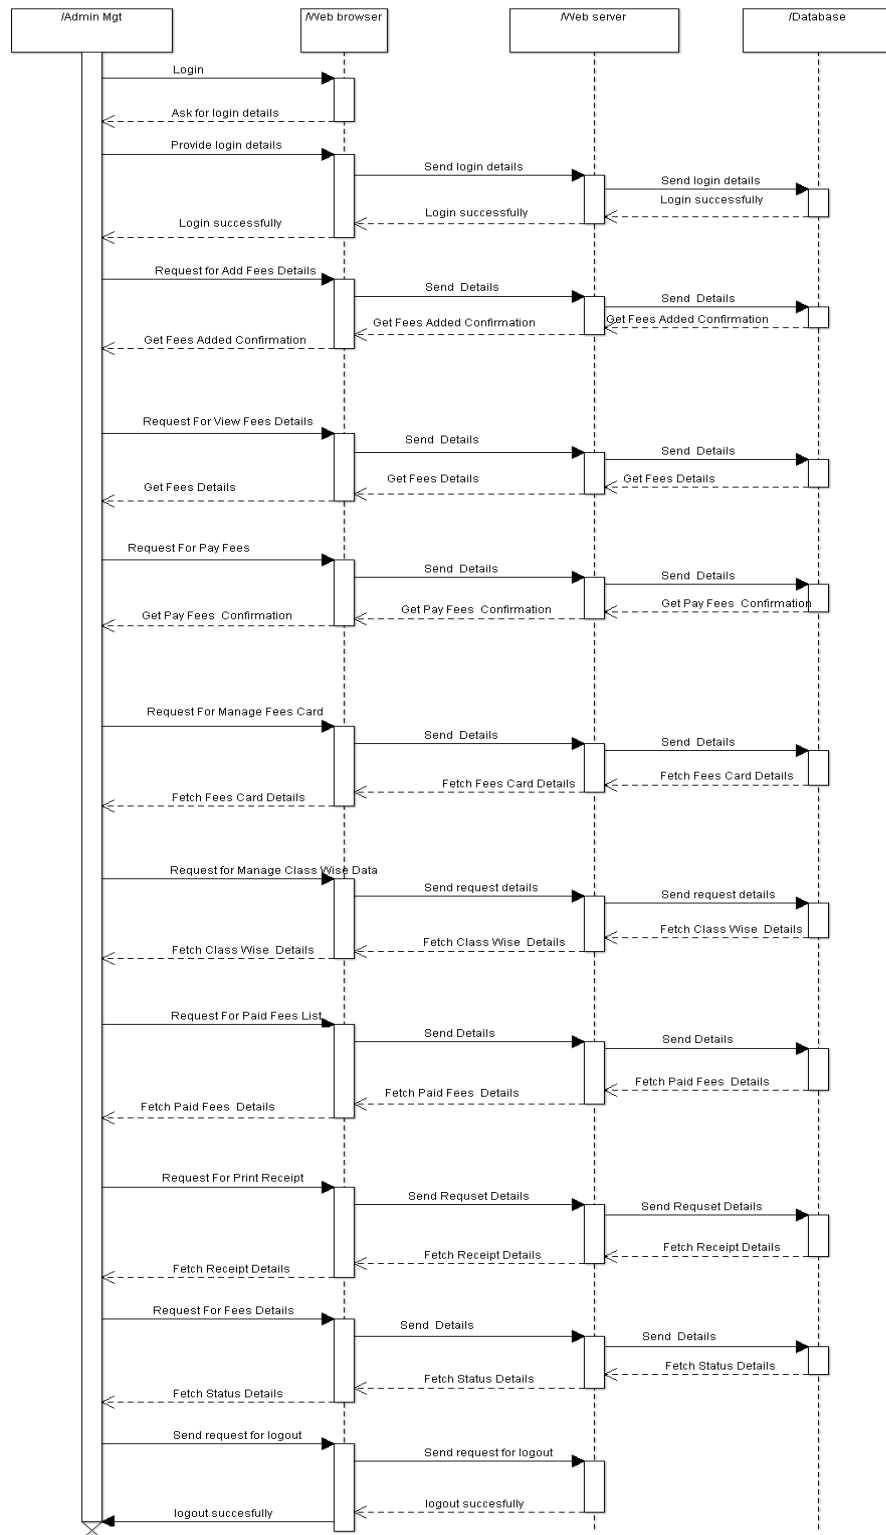 /Admin Mgt
/Web browser
/Web server
/Database
Login
Ask for login details
Provide login details
Send login details
Send login details
Login successfully
Login successfully
Login successfully
Request for Add Fees Details
Send  Details
Send  Details
Get Fees Added Confirmation
Get Fees Added Confirmation
Get Fees Added Confirmation
Request For View Fees Details
Send  Details
Send  Details
Get Fees Details
Get Fees Details
Get Fees Details
Request For Pay Fees
Send  Details
Send  Details
Get Pay Fees  Confirmation
Get Pay Fees  Confirmation
Get Pay Fees  Confirmation
Request For Manage Fees Card
Send  Details
Send  Details
Fetch Fees Card Details
Fetch Fees Card Details
Fetch Fees Card Details
Request for Manage Class Wise Data
Send request details
Send request details
Fetch Class Wise  Details
Fetch Class Wise  Details
Fetch Class Wise  Details
Request For Paid Fees List
Send Details
Send Details
Fetch Paid Fees  Details
Fetch Paid Fees  Details
Fetch Paid Fees  Details
Request For Print Receipt
Send Requset Details
Send Requset Details
Fetch Receipt Details
Fetch Receipt Details
Fetch Receipt Details
Request For Fees Details
Send  Details
Send  Details
Fetch Status Details
Fetch Status Details
Fetch Status Details
Send request for logout
Send request for logout
logout succesfully
logout succesfully